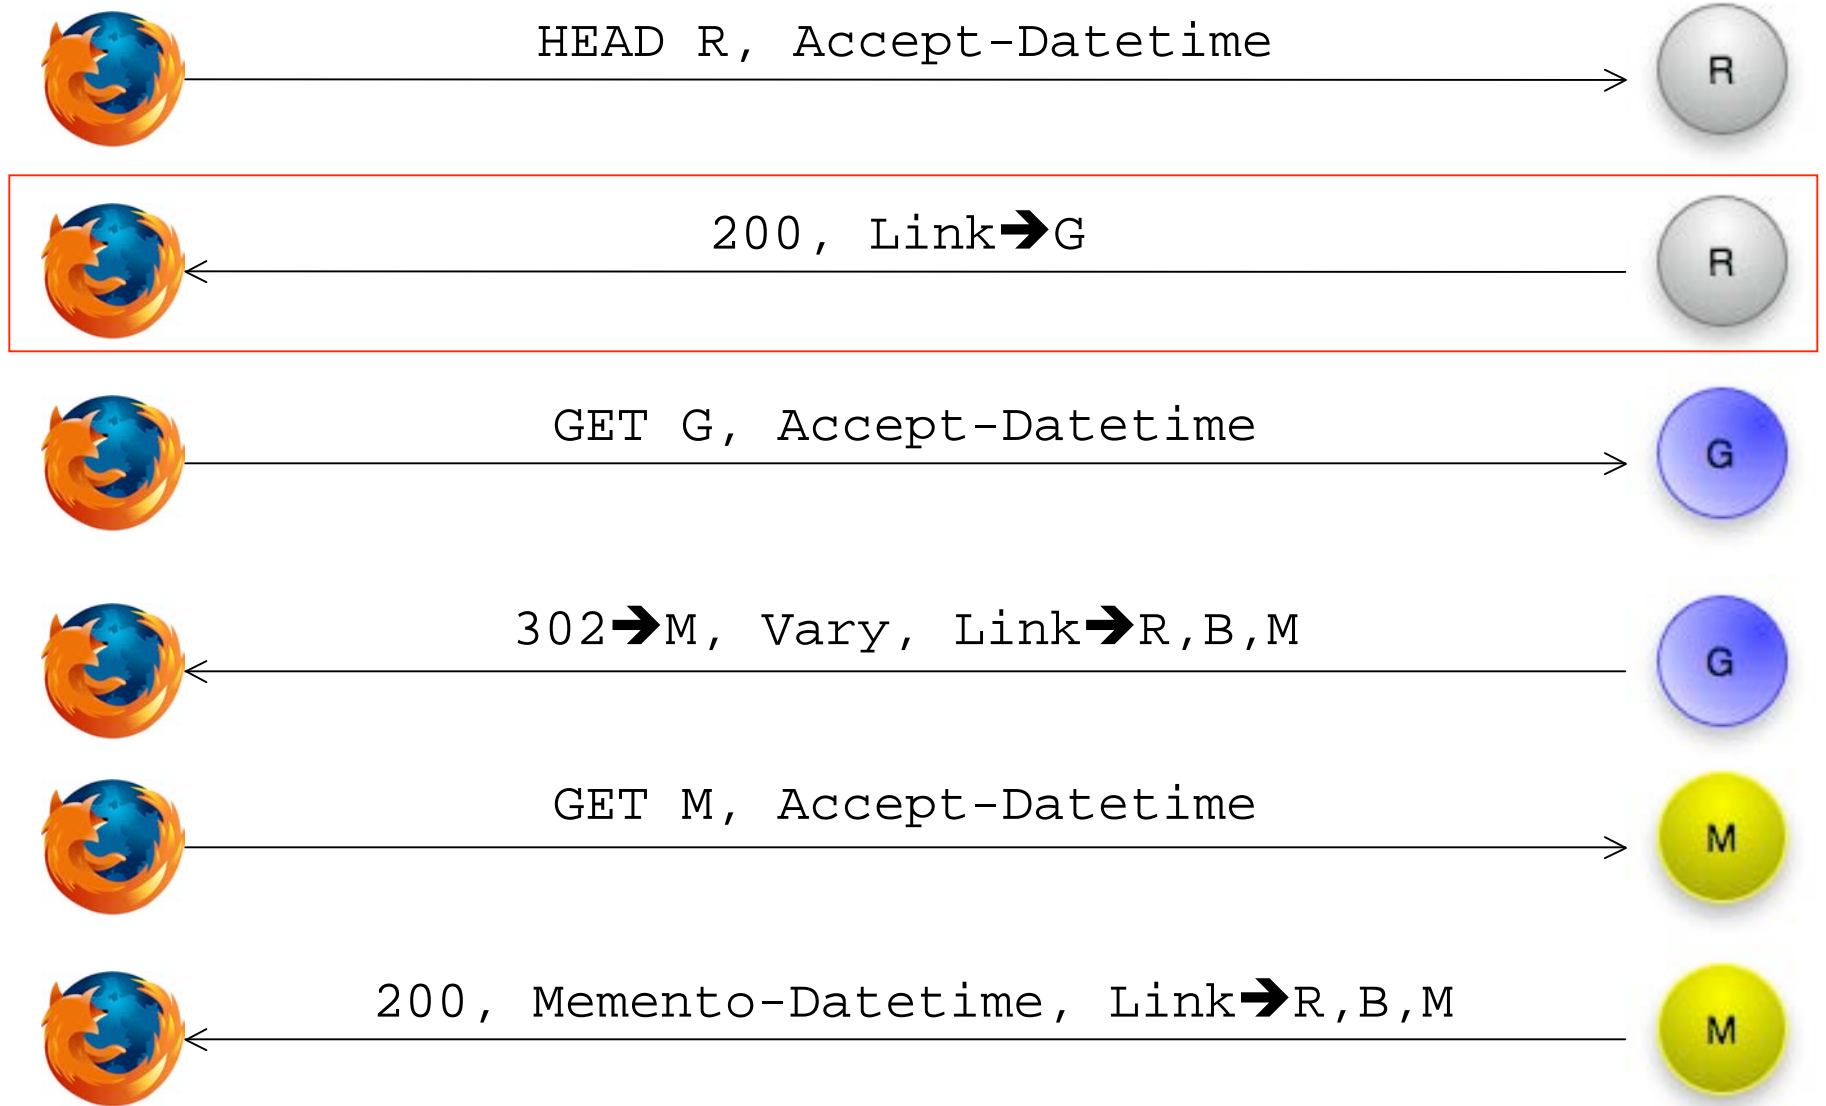 HEAD R, Accept-Datetime
R
200, Link➔G
R
GET G, Accept-Datetime
G
302➔M, Vary, Link➔R,B,M
G
GET M, Accept-Datetime
M
200, Memento-Datetime, Link➔R,B,M
M